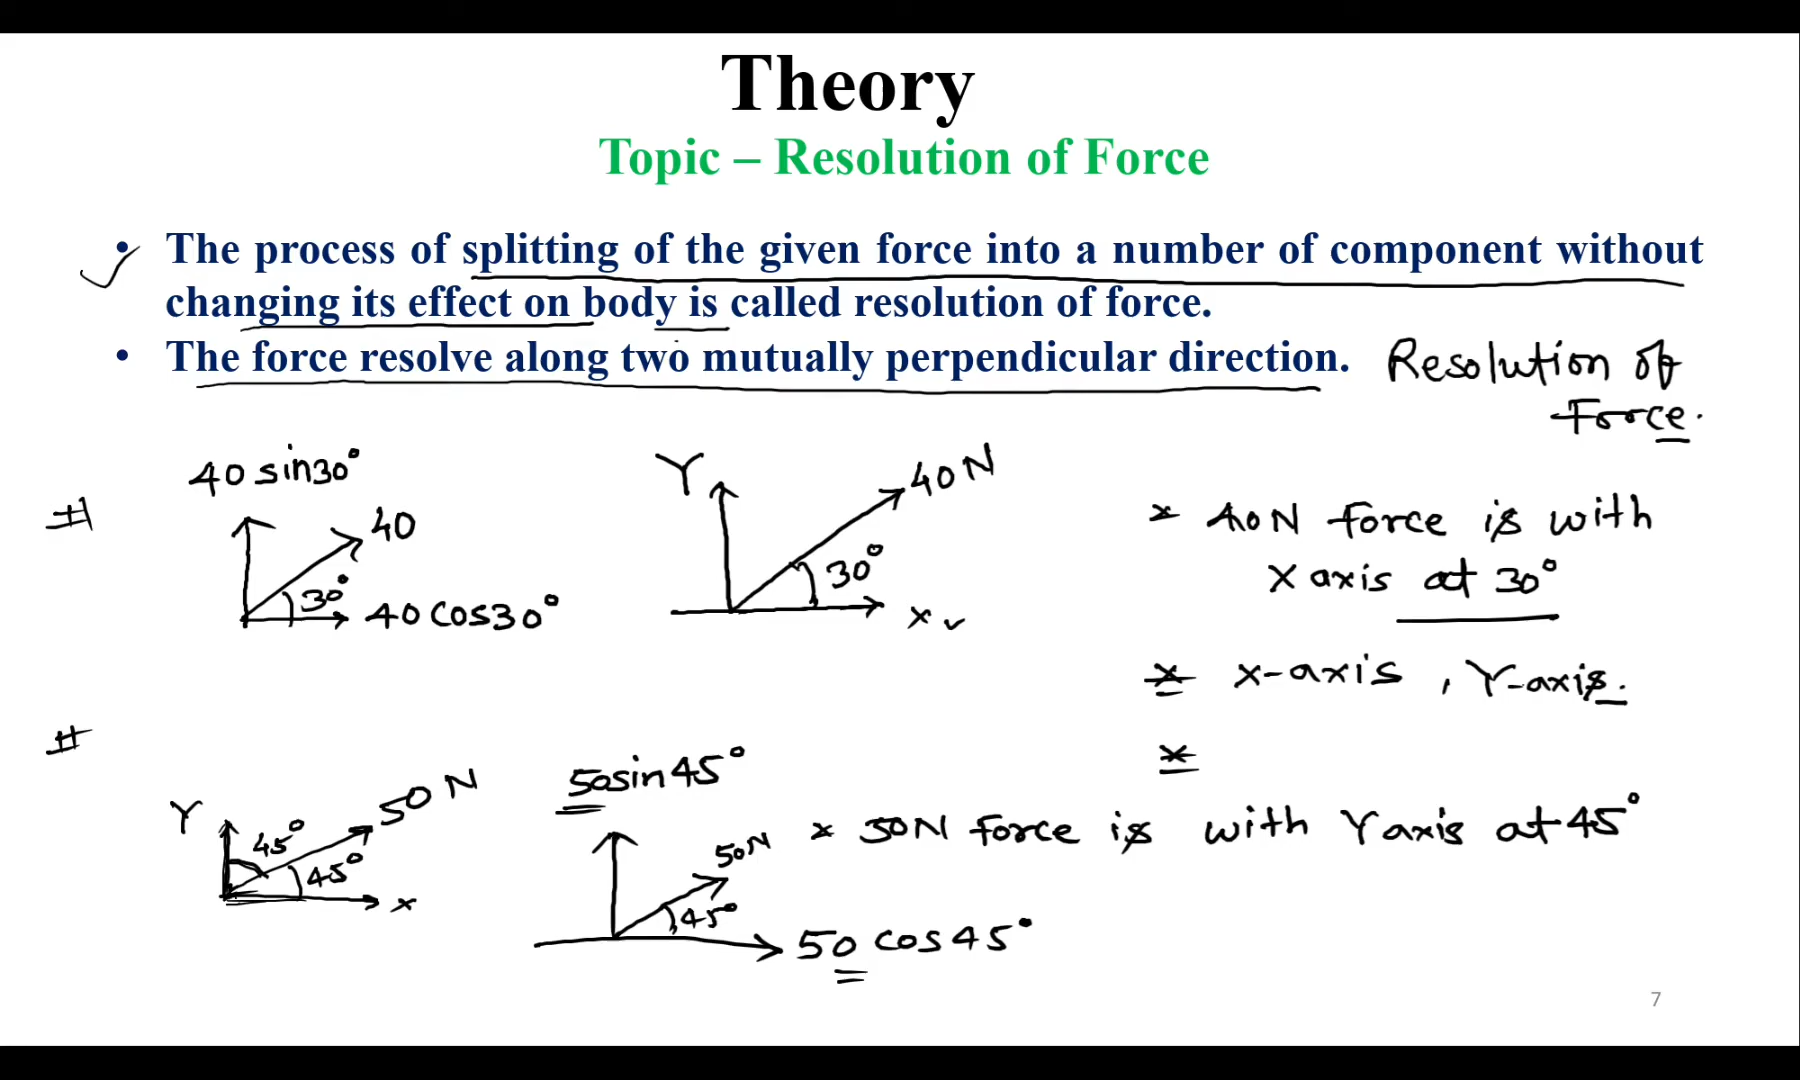 Theory
Topic – Resolution of Force
• The process of splitting of the given force into a number of component without
changing its effect on body is called resolution of force.
• The force resolve along two mutually perpendicular direction.
Resolution of
Force.
#
40 sin30°
40
30°
40 cos30°
Y
40 N
30°
x
* 40N force is with
X axis at 30°
* x-axis , Y-axis.
*
#
Y
50 N
45°
45°
x
50sin45°
50N
45°
50 cos45°
* 50N force is with Y axis at 45°
7